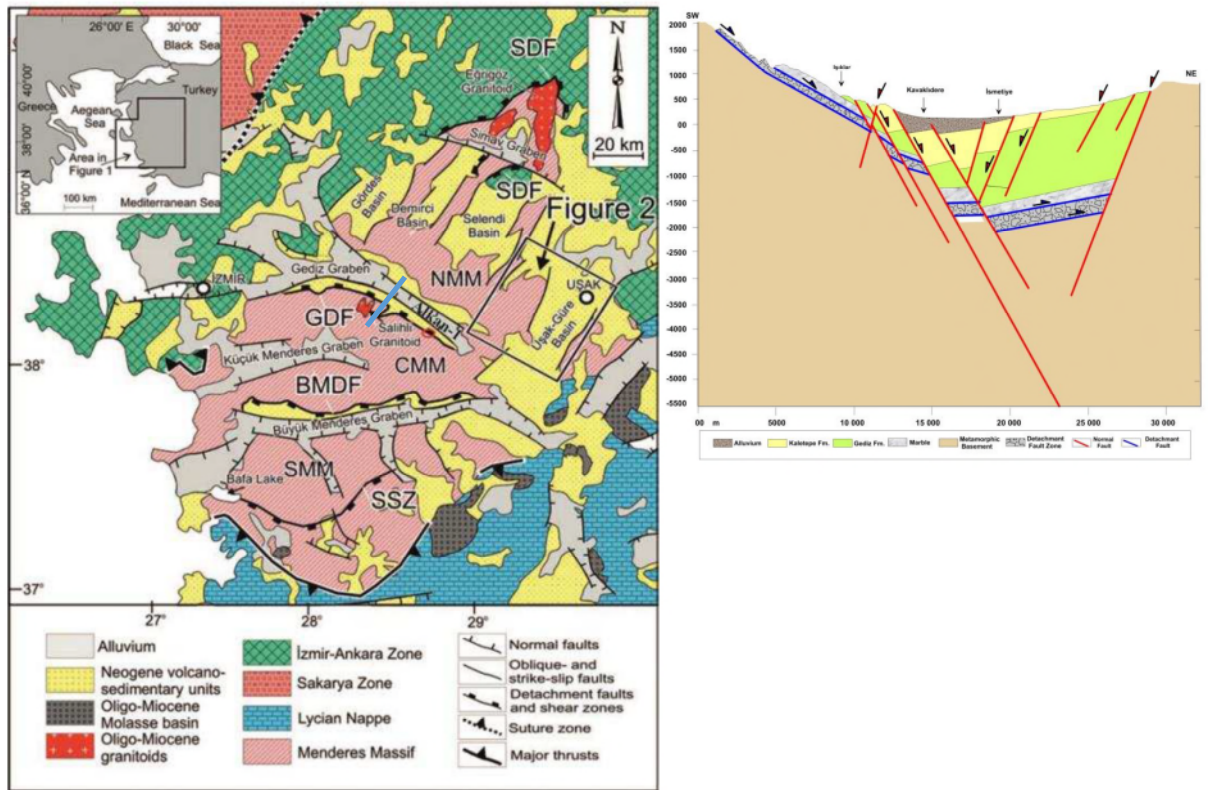 26°00' E
30°00'
Black Sea
40°00'
38°00'
36°00'N
Greece
Aegean
Sea
Turkey
Area in
Figure 1
100 km
Mediterranean Sea
N
20 km
SDF
Eğrigöz
Granitoid
Simav Graben
SDF
Figure 2
Gördes
Basin
Demirci
Basin
Selendi
Basin
Gediz Graben
İZMİR
NMM
UŞAK
Uşak-Güre
Basin
GDF
Alkan-1
Salihli
Granitoid
38°
Küçük Menderes Graben
CMM
BMDF
Büyük Menderes Graben
SMM
Bafa Lake
SSZ
37°
27°
28°
29°
Alluvium
Neogene volcano-
sedimentary units
Oligo-Miocene
Molasse basin
Oligo-Miocene
granitoids
İzmir-Ankara Zone
Sakarya Zone
Lycian Nappe
Menderes Massif
Normal faults
Oblique- and
strike-slip faults
Detachment faults
and shear zones
Suture zone
Major thrusts
SW
NE
2000
1500
1000
500
00
-500
-1000
-1500
-2000
-2500
-3000
-3500
-4000
-4500
-5000
-5500
Kavaklıdere
İsmetiye
00 m
5000
10 000
15 000
20 000
25 000
30 000
Alluvium
Kaletepe Fm.
Gediz Fm.
Marble
Metamorphic
Basement
Detachment
Fault Zone
Normal
Fault
Detachment
Fault